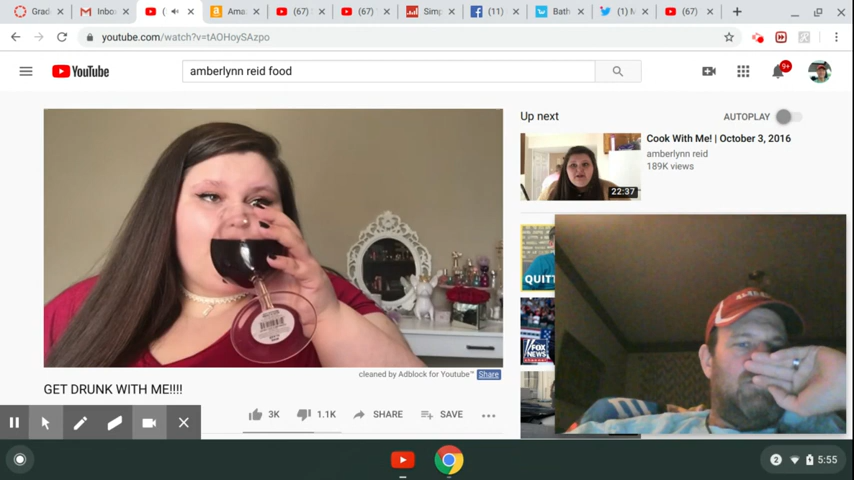 Grad
Inbo
(
Ama
(67)
(67)
Simp
(11)
Bath
(1) M
(67)
youtube.com/watch?v=tAOHoySAzpo
YouTube
amberlynn reid food
9+
Up next
AUTOPLAY
Cook With Me! | October 3, 2016
amberlynn reid
189K views
22:37
QUIT
FOX
NEWS
cleaned by Adblock for Youtube™ Share
GET DRUNK WITH ME!!!!
3K
1.1K
SHARE
SAVE
2
5:55